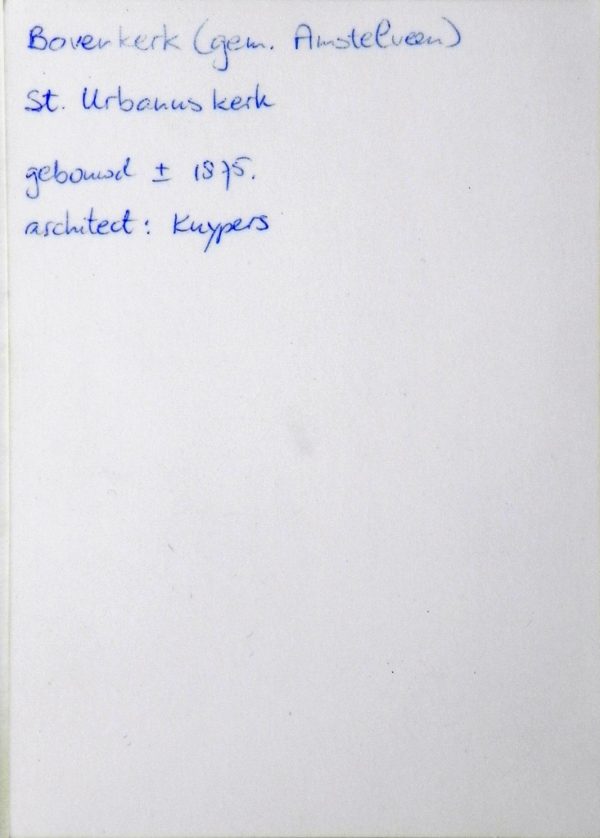 Bovenkerk (gem. Amstelveen)
St. Urbanus kerk
gebouwd ± 1875.
architect: Kuypers